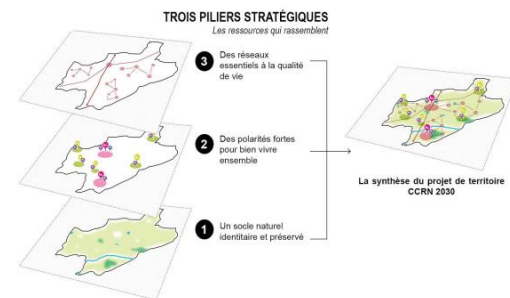 TROIS PILIERS STRATÉGIQUES
Les ressources qui rassemblent
3
Des réseaux
essentiels à la qualité
de vie
2
Des polarités fortes
pour bien vivre
ensemble
1
Un socle naturel
identitaire et préservé
La synthèse du projet de territoire
CCRN 2030